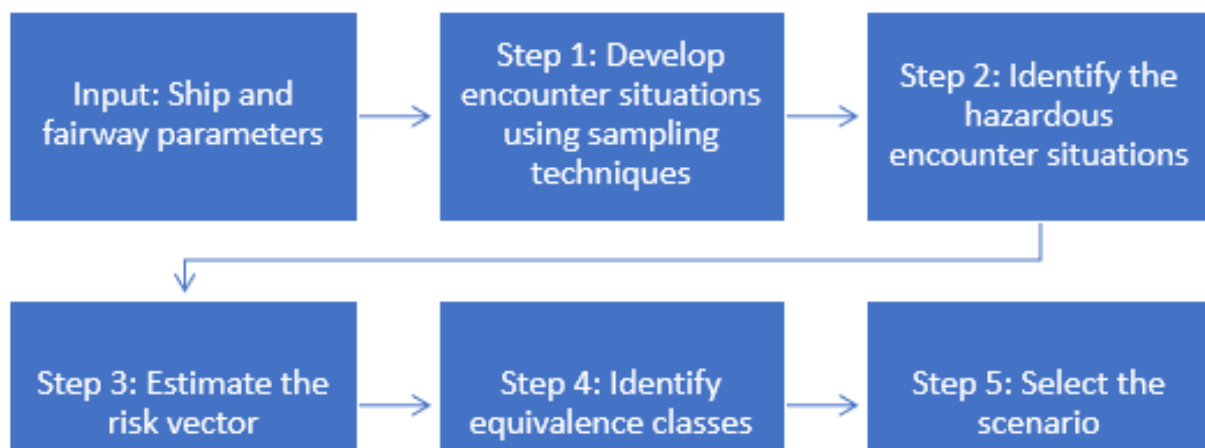 Input: Ship and
fairway parameters
Step 1: Develop
encounter situations
using sampling
techniques
Step 2: Identify the
hazardous
encounter situations
Step 3: Estimate the
risk vector
Step 4: Identify
equivalence classes
Step 5: Select the
scenario